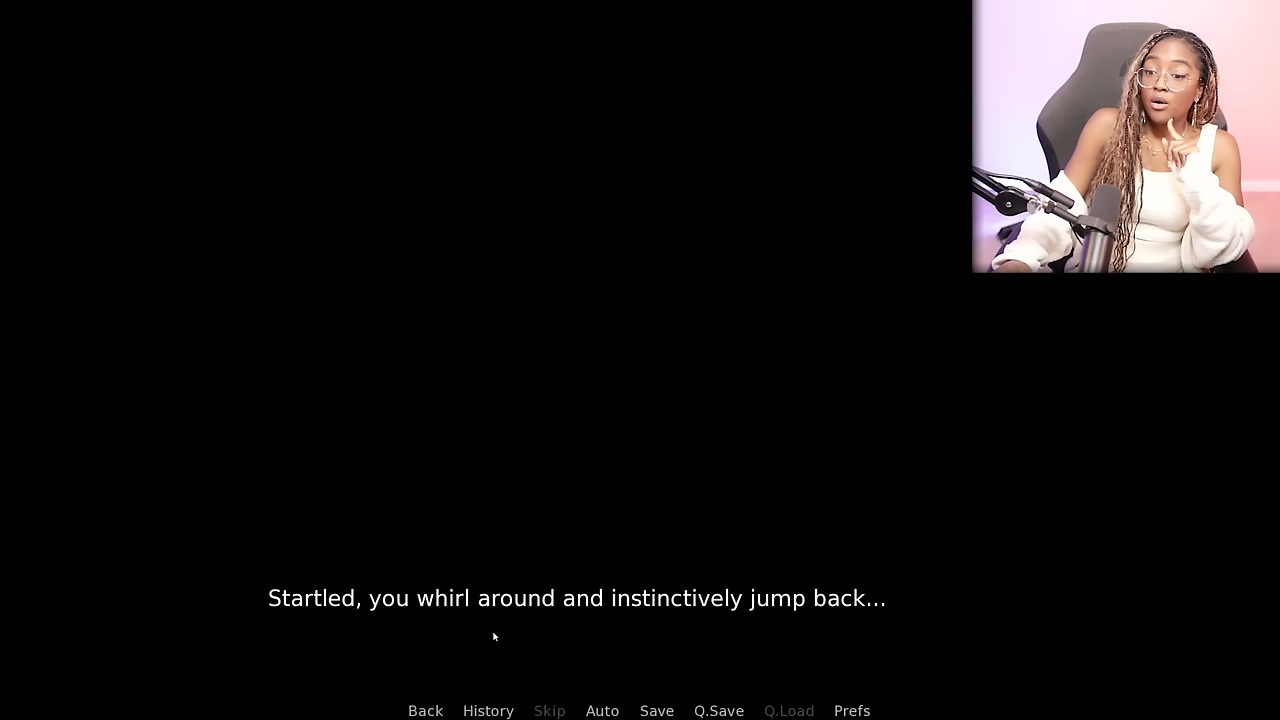 Startled, you whirl around and instinctively jump back...
Back History Skip Auto Save Q.Save Q.Load Prefs